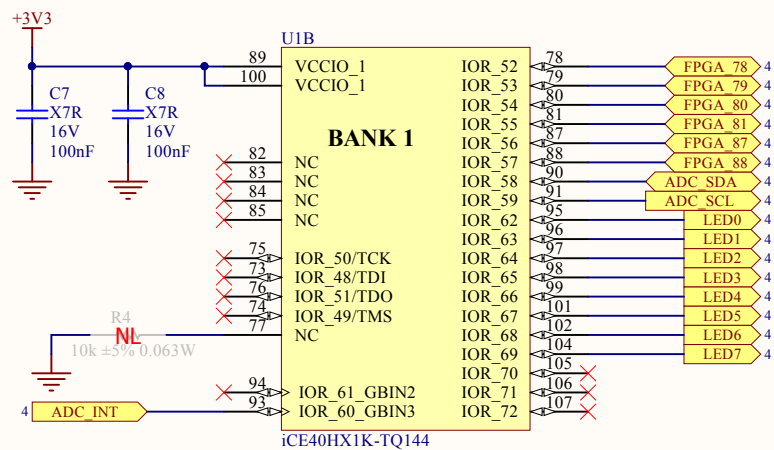 +3V3
U1B
C7
X7R
16V
100nF
C8
X7R
16V
100nF
89 VCCIO_1
100 VCCIO_1
BANK 1
82 NC
83 NC
84 NC
85 NC
75 IOR_50/TCK
73 IOR_48/TDI
76 IOR_51/TDO
74 IOR_49/TMS
77 NC
R4
NL
10k ±5% 0.063W
94 IOR_61_GBIN2
4 ADC_INT 93 IOR_60_GBIN3
IOR_52 78 FPGA_78 4
IOR_53 79 FPGA_79 4
IOR_54 80 FPGA_80 4
IOR_55 81 FPGA_81 4
IOR_56 87 FPGA_87 4
IOR_57 88 FPGA_88 4
IOR_58 90 ADC_SDA 4
IOR_59 91 ADC_SCL 4
IOR_62 95 LED0 4
IOR_63 96 LED1 4
IOR_64 97 LED2 4
IOR_65 98 LED3 4
IOR_66 99 LED4 4
IOR_67 101 LED5 4
IOR_68 102 LED6 4
IOR_69 104 LED7 4
IOR_70 105
IOR_71 106
IOR_72 107
iCE40HX1K-TQ144